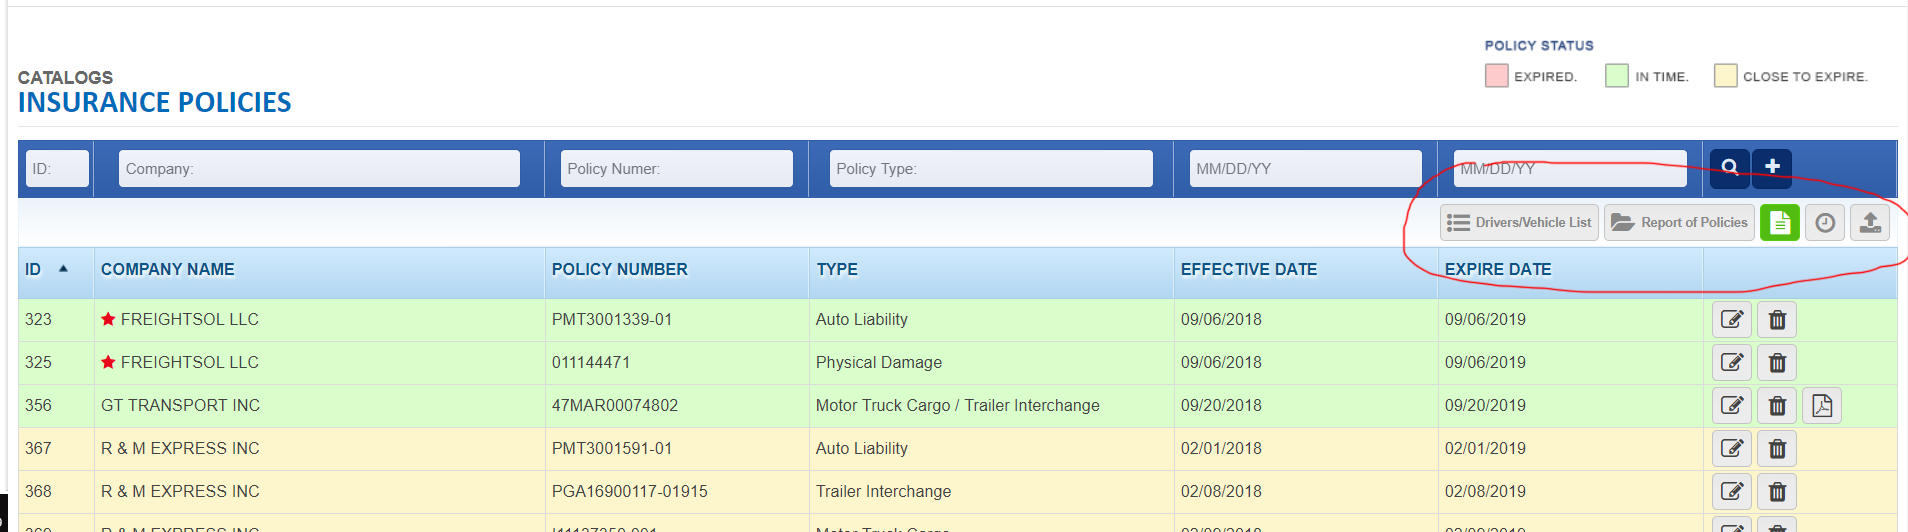 POLICY STATUS
EXPIRED. IN TIME. CLOSE TO EXPIRE.
CATALOGS
INSURANCE POLICIES
ID: Company: Policy Numer: Policy Type: MM/DD/YY MM/DD/YY
Drivers/Vehicle List Report of Policies
ID COMPANY NAME POLICY NUMBER TYPE EFFECTIVE DATE EXPIRE DATE
323 FREIGHTSOL LLC PMT3001339-01 Auto Liability 09/06/2018 09/06/2019
325 FREIGHTSOL LLC 011144471 Physical Damage 09/06/2018 09/06/2019
356 GT TRANSPORT INC 47MAR00074802 Motor Truck Cargo / Trailer Interchange 09/20/2018 09/20/2019
367 R & M EXPRESS INC PMT3001591-01 Auto Liability 02/01/2018 02/01/2019
368 R & M EXPRESS INC PGA16900117-01915 Trailer Interchange 02/08/2018 02/08/2019
R & M EXPRESS INC Motor Truck Cargo